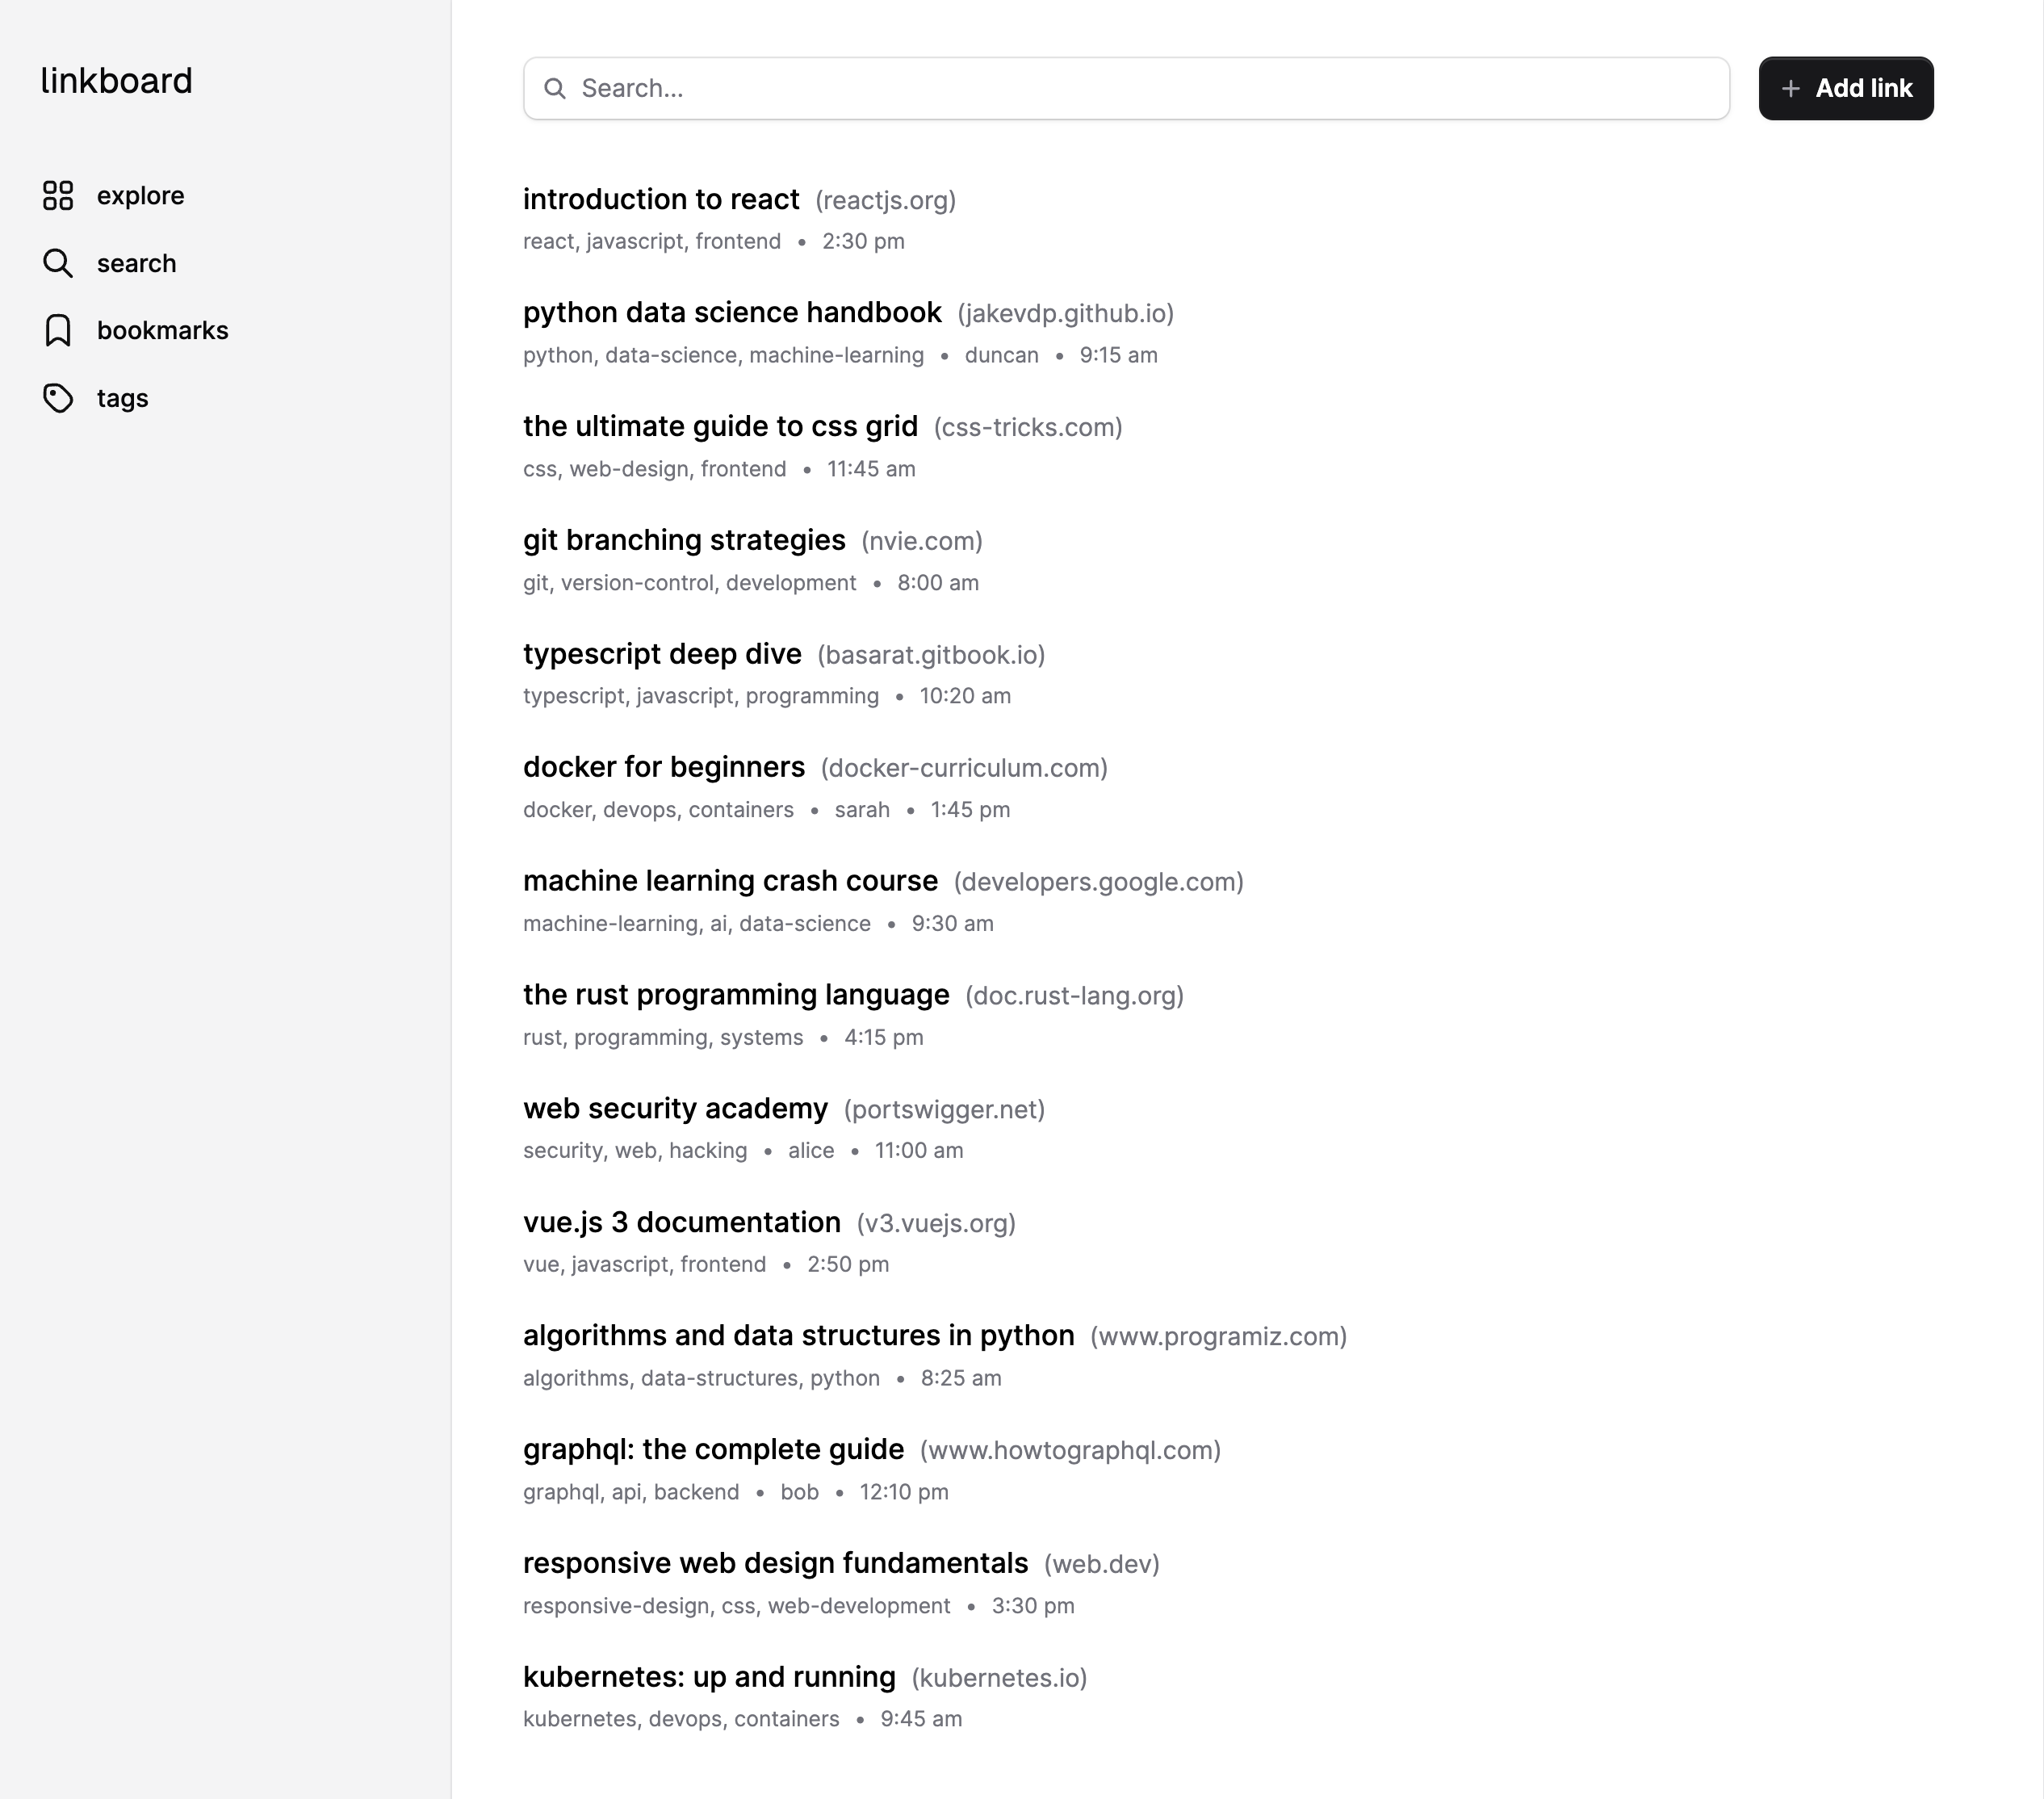 linkboard
explore
search
bookmarks
tags
Search...
+ Add link
introduction to react (reactjs.org)
react, javascript, frontend • 2:30 pm
python data science handbook (jakevdp.github.io)
python, data-science, machine-learning • duncan • 9:15 am
the ultimate guide to css grid (css-tricks.com)
css, web-design, frontend • 11:45 am
git branching strategies (nvie.com)
git, version-control, development • 8:00 am
typescript deep dive (basarat.gitbook.io)
typescript, javascript, programming • 10:20 am
docker for beginners (docker-curriculum.com)
docker, devops, containers • sarah • 1:45 pm
machine learning crash course (developers.google.com)
machine-learning, ai, data-science • 9:30 am
the rust programming language (doc.rust-lang.org)
rust, programming, systems • 4:15 pm
web security academy (portswigger.net)
security, web, hacking • alice • 11:00 am
vue.js 3 documentation (v3.vuejs.org)
vue, javascript, frontend • 2:50 pm
algorithms and data structures in python (www.programiz.com)
algorithms, data-structures, python • 8:25 am
graphql: the complete guide (www.howtographql.com)
graphql, api, backend • bob • 12:10 pm
responsive web design fundamentals (web.dev)
responsive-design, css, web-development • 3:30 pm
kubernetes: up and running (kubernetes.io)
kubernetes, devops, containers • 9:45 am